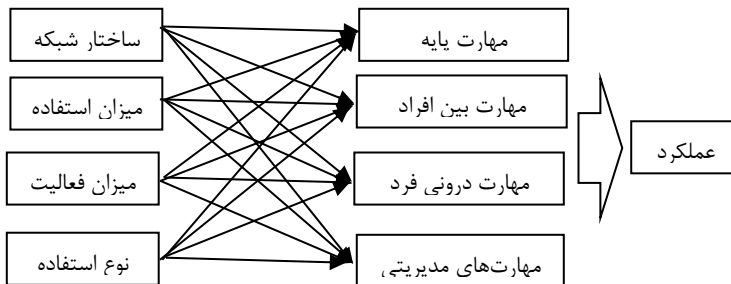 ساختار شبکه
میزان استفاده
میزان فعالیت
نوع استفاده
مهارت پایه
مهارت بین افراد
مهارت درونی فرد
مهارت‌های مدیریتی
عملکرد